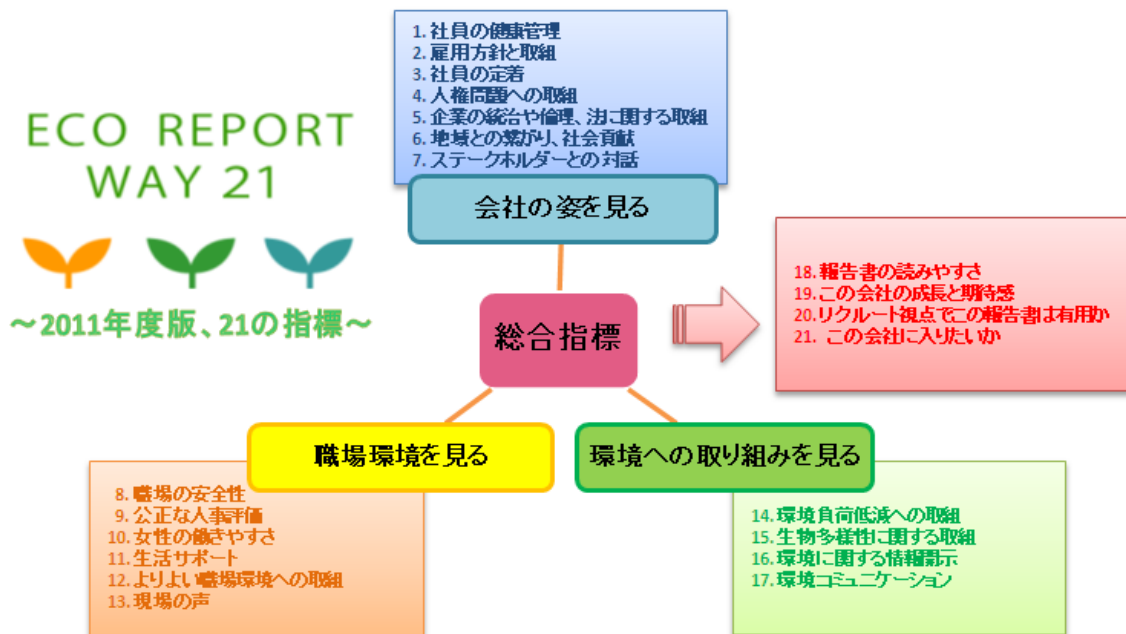 ECO REPORT
WAY 21
～2011年度版、21の指標～
1. 社員の健康管理
2. 雇用方針と取組
3. 社員の定着
4. 人権問題への取組
5. 企業の統治や倫理、法に関する取組
6. 地域との繋がり、社会貢献
7. ステークホルダーとの対話
会社の姿を見る
総合指標
18. 報告書の読みやすさ
19. この会社の成長と期待感
20. リクルート視点でこの報告書は有用か
21. この会社に入りたいか
職場環境を見る
8. 職場の安全性
9. 公正な人事評価
10. 女性の働きやすさ
11. 生活サポート
12. よりよい職場環境への取組
13. 現場の声
環境への取り組みを見る
14. 環境負荷低減への取組
15. 生物多様性に関する取組
16. 環境に関する情報開示
17. 環境コミュニケーション